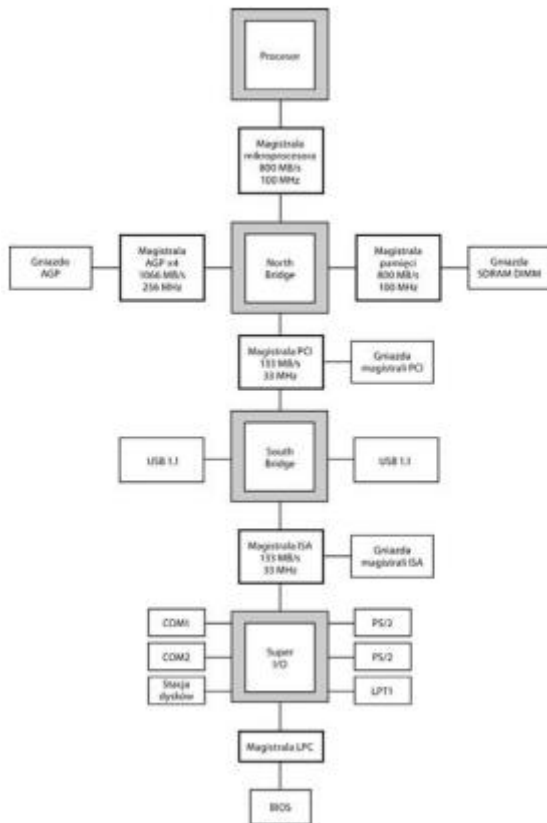 Procesor
Magistrala
mikroprocesora
800 MB/s
100 MHz
Gniazdo
AGP
Magistrala
AGP ×4
1066 MB/s
256 MHz
North
Bridge
Magistrala
pamięci
800 MB/s
100 MHz
Gniazda
SDRAM DIMM
Magistrala PCI
133 MB/s
33 MHz
Gniazda
magistrali PCI
USB 1.1
South
Bridge
USB 1.1
Magistrala ISA
133 MB/s
33 MHz
Gniazda
magistrali ISA
COM1
COM2
Stacja
dysków
Super
I/O
PS/2
PS/2
LPT1
Magistrala LPC
BIOS